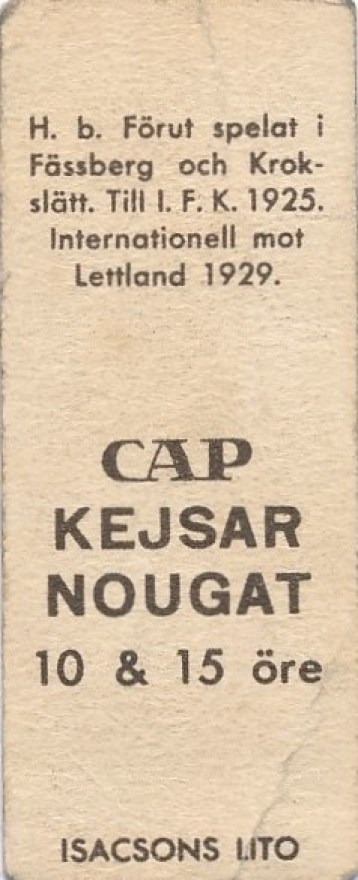 H. b. Förut spelat i
Fässberg och Krok-
slätt. Till I. F. K. 1925.
Internationell mot
Lettland 1929.
CAP
KEJSAR
NOUGAT
10 & 15 öre
ISACSONS LITO